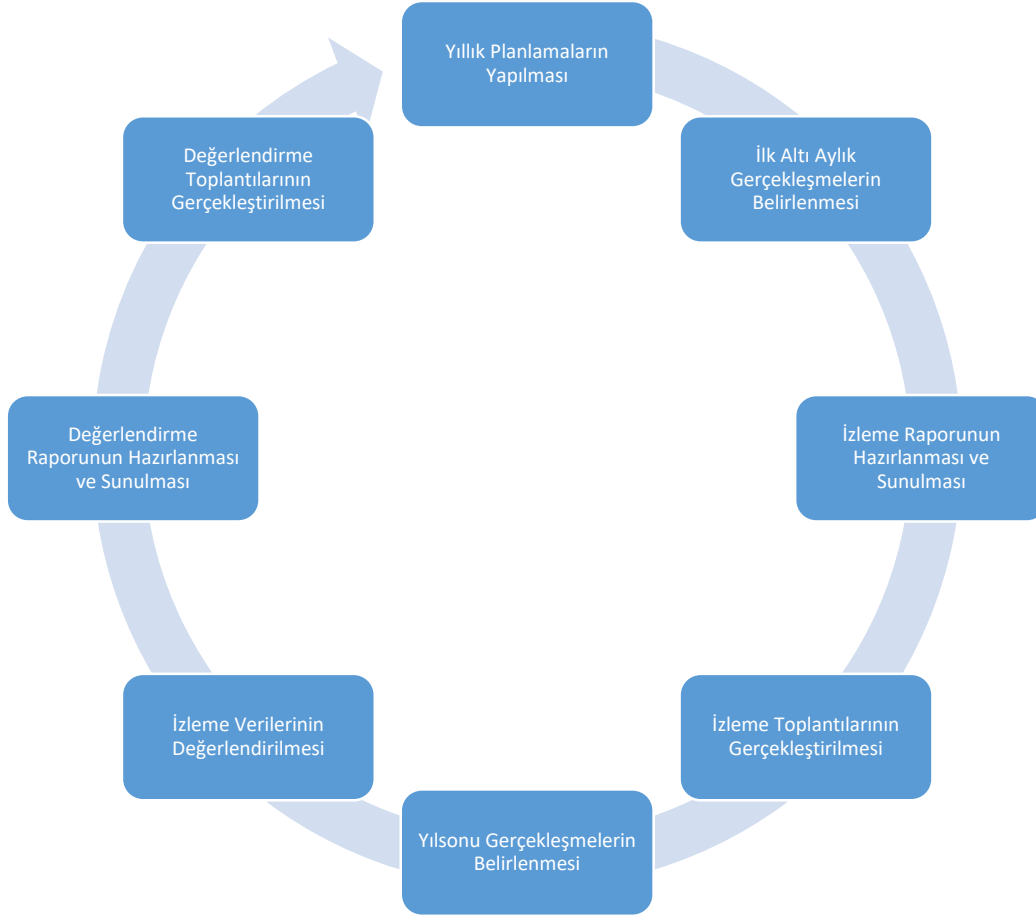 Yıllık Planlamaların
Yapılması
İlk Altı Aylık
Gerçekleşmelerin
Belirlenmesi
İzleme Raporunun
Hazırlanması ve
Sunulması
İzleme Toplantılarının
Gerçekleştirilmesi
Yılsonu Gerçekleşmelerin
Belirlenmesi
İzleme Verilerinin
Değerlendirilmesi
Değerlendirme
Raporunun Hazırlanması
ve Sunulması
Değerlendirme
Toplantılarının
Gerçekleştirilmesi